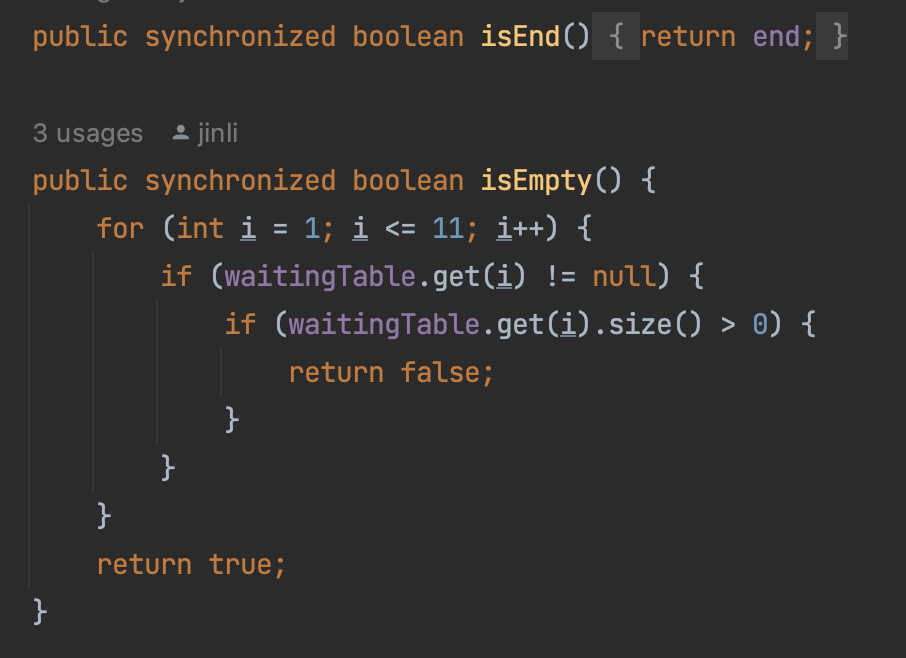 public synchronized boolean isEnd() { return end; }
3 usages jinli
public synchronized boolean isEmpty() {
for (int i = 1; i <= 11; i++) {
if (waitingTable.get(i) != null) {
if (waitingTable.get(i).size() > 0) {
return false;
}
}
}
return true;
}